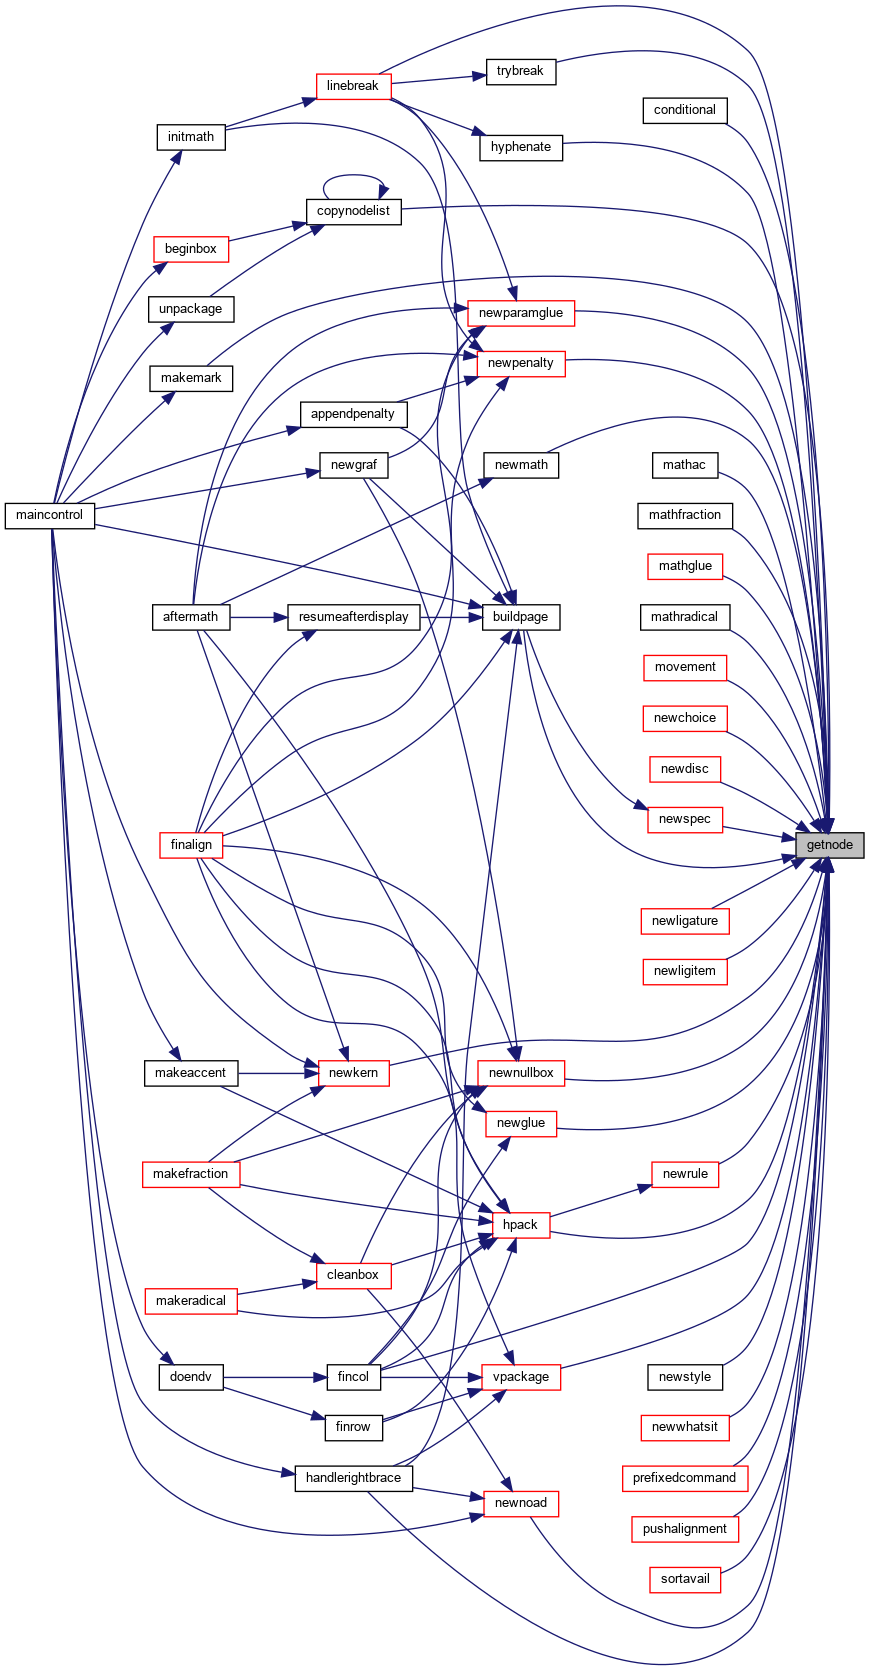 linebreak
trybreak
conditional
initmath
hyphenate
copynodelist
beginbox
unpackage
newparamglue
newpenalty
makemark
appendpenalty
newgraf
newmath
mathac
maincontrol
mathfraction
mathglue
aftermath
resumeafterdisplay
buildpage
mathradical
movement
newchoice
newdisc
newspec
finalign
getnode
newligature
newligitem
makeaccent
newkern
newnullbox
newglue
makefraction
newrule
hpack
cleanbox
makeradical
doendv
fincol
vpackage
newstyle
finrow
newwhatsit
handlerightbrace
prefixedcommand
newnoad
pushalignment
sortavail